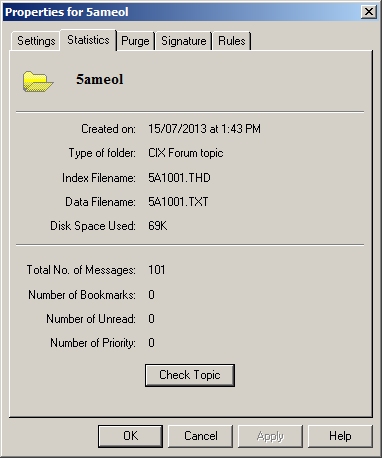 Properties for 5ameol
Settings Statistics Purge Signature Rules
5ameol
Created on: 15/07/2013 at 1:43 PM
Type of folder: CIX Forum topic
Index Filename: 5A1001.THD
Data Filename: 5A1001.TXT
Disk Space Used: 69K
Total No. of Messages: 101
Number of Bookmarks: 0
Number of Unread: 0
Number of Priority: 0
Check Topic
OK Cancel Apply Help